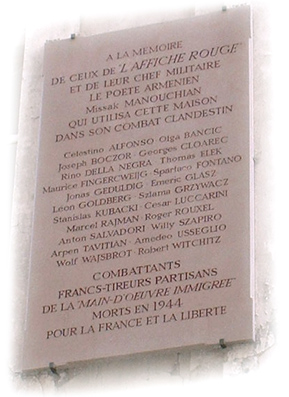 A LA MEMOIRE
DE CEUX DE "L'AFFICHE ROUGE"
ET DE LEUR CHEF MILITAIRE
LE POETE ARMENIEN
Missak MANOUCHIAN
QUI UTILISA CETTE MAISON
DANS SON COMBAT CLANDESTIN
Celestino ALFONSO Olga BANCIC
Joseph BOCZOR - Georges CLOAREC
Rino DELLA NEGRA Thomas ELEK
Maurice FINGERCWEIJG - Spartaco FONTANO
Jonas GEDULDIG - Emeric GLASZ
Léon GOLDBERG - Szlama GRZYWACZ
Stanislas KUBACKI - Cesar LUCCARINI
Marcel RAJMAN - Roger ROUXEL
Anton SALVADORI Willy SZAPIRO
Arpen TAVITIAN - Amedeo USSEGLIO
Wolf WAJSBROT - Robert WITCHITZ
COMBATTANTS
FRANCS-TIREURS PARTISANS
DE LA "MAIN-D'OEUVRE IMMIGREE"
MORTS EN 1944
POUR LA FRANCE ET LA LIBERTE